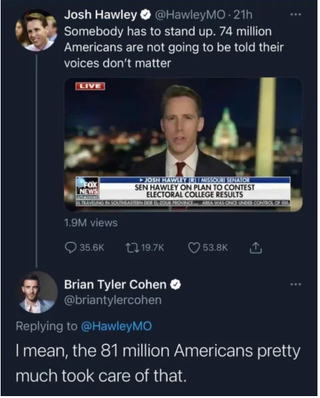 Josh Hawley @HawleyMO · 21h
Somebody has to stand up. 74 million
Americans are not going to be told their
voices don't matter
LIVE
JOSH HAWLEY (R) | MISSOURI SENATOR
FOX
NEWS
SEN HAWLEY ON PLAN TO CONTEST
ELECTORAL COLLEGE RESULTS
1.9M views
35.6K 19.7K 53.8K
Brian Tyler Cohen
@briantylercohen
Replying to @HawleyMO
I mean, the 81 million Americans pretty
much took care of that.